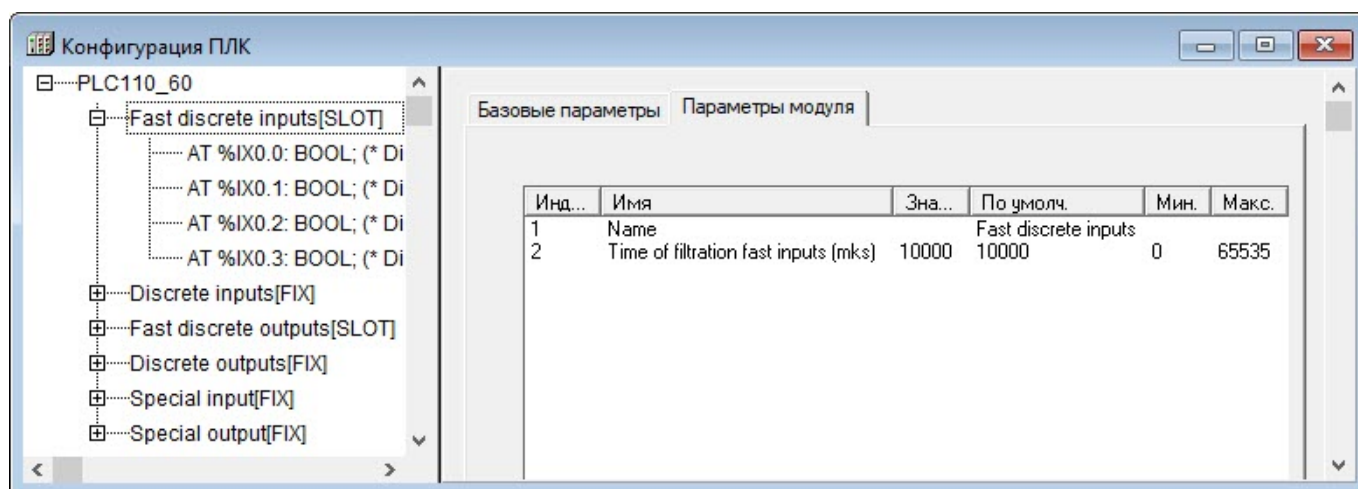 Конфигурация ПЛК
PLC110_60
Fast discrete inputs[SLOT]
AT %IX0.0: BOOL; (* Di
AT %IX0.1: BOOL; (* Di
AT %IX0.2: BOOL; (* Di
AT %IX0.3: BOOL; (* Di
Discrete inputs[FIX]
Fast discrete outputs[SLOT]
Discrete outputs[FIX]
Special input[FIX]
Special output[FIX]
Базовые параметры Параметры модуля
Инд... Имя Зна... По умолч. Мин. Макс.
1 Name Fast discrete inputs
2 Time of filtration fast inputs (mks) 10000 10000 0 65535